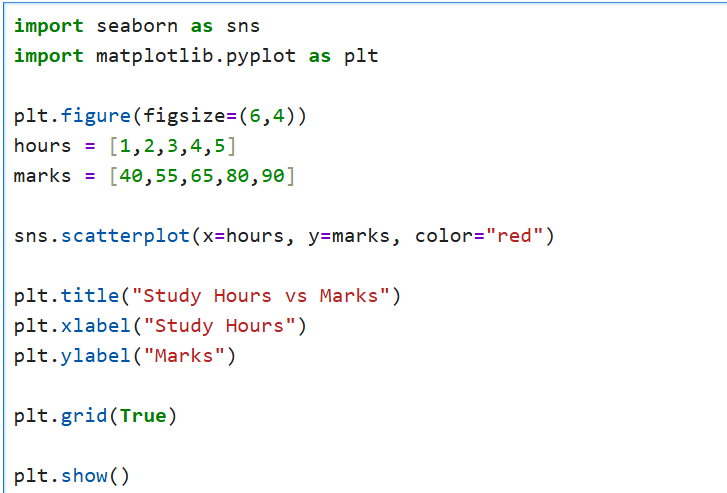 import seaborn as sns
import matplotlib.pyplot as plt
plt.figure(figsize=(6,4))
hours = [1,2,3,4,5]
marks = [40,55,65,80,90]
sns.scatterplot(x=hours, y=marks, color="red")
plt.title("Study Hours vs Marks")
plt.xlabel("Study Hours")
plt.ylabel("Marks")
plt.grid(True)
plt.show()